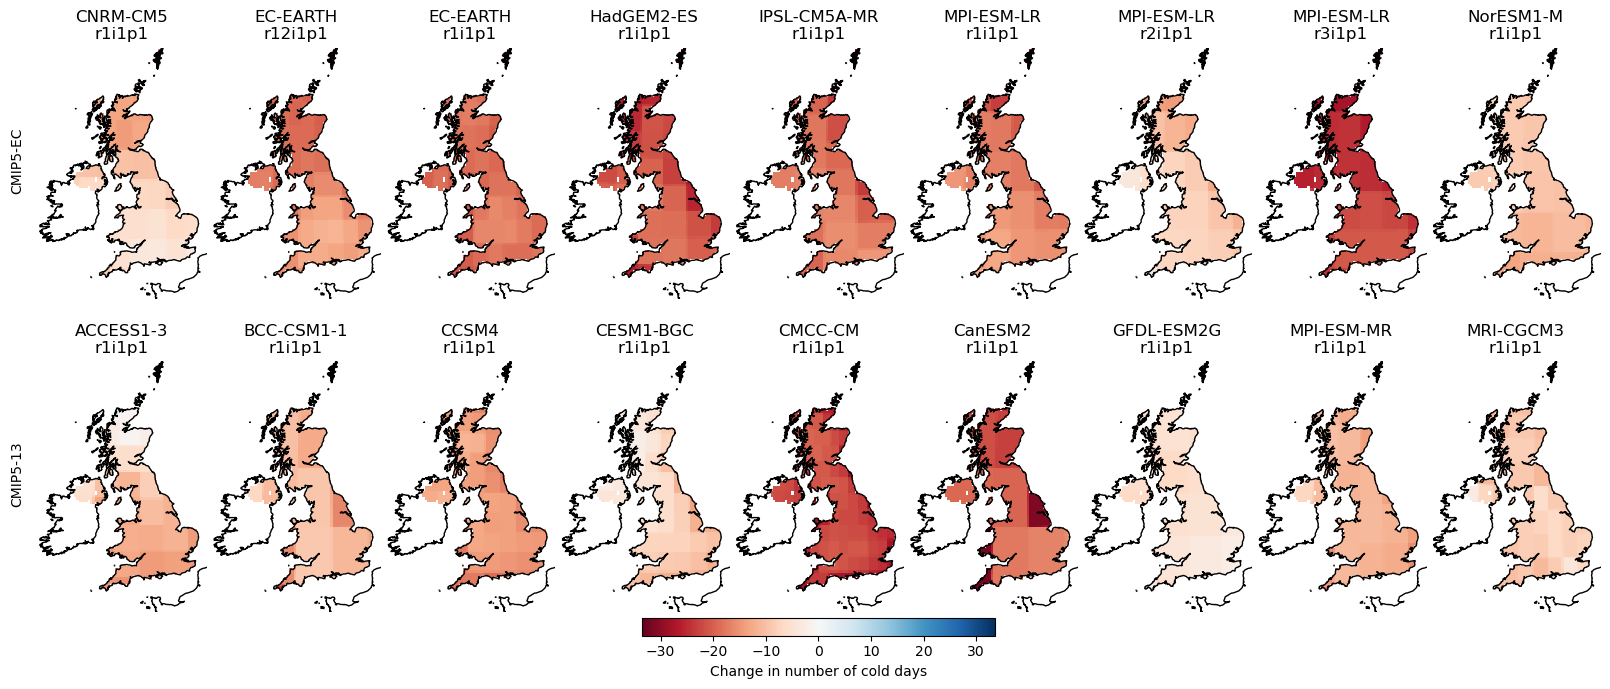 CNRM-CM5 EC-EARTH EC-EARTH HadGEM2-ES IPSL-CM5A-MR MPI-ESM-LR MPI-ESM-LR MPI-ESM-LR NorESM1-M
r1i1p1 r12i1p1 r1i1p1 r1i1p1 r1i1p1 r1i1p1 r2i1p1 r3i1p1 r1i1p1
CMIP5-EC
ACCESS1-3 BCC-CSM1-1 CCSM4 CESM1-BGC CMCC-CM CanESM2 GFDL-ESM2G MPI-ESM-MR MRI-CGCM3
r1i1p1 r1i1p1 r1i1p1 r1i1p1 r1i1p1 r1i1p1 r1i1p1 r1i1p1 r1i1p1
CMIP5-13
−30 −20 −10 0 10 20 30
Change in number of cold days